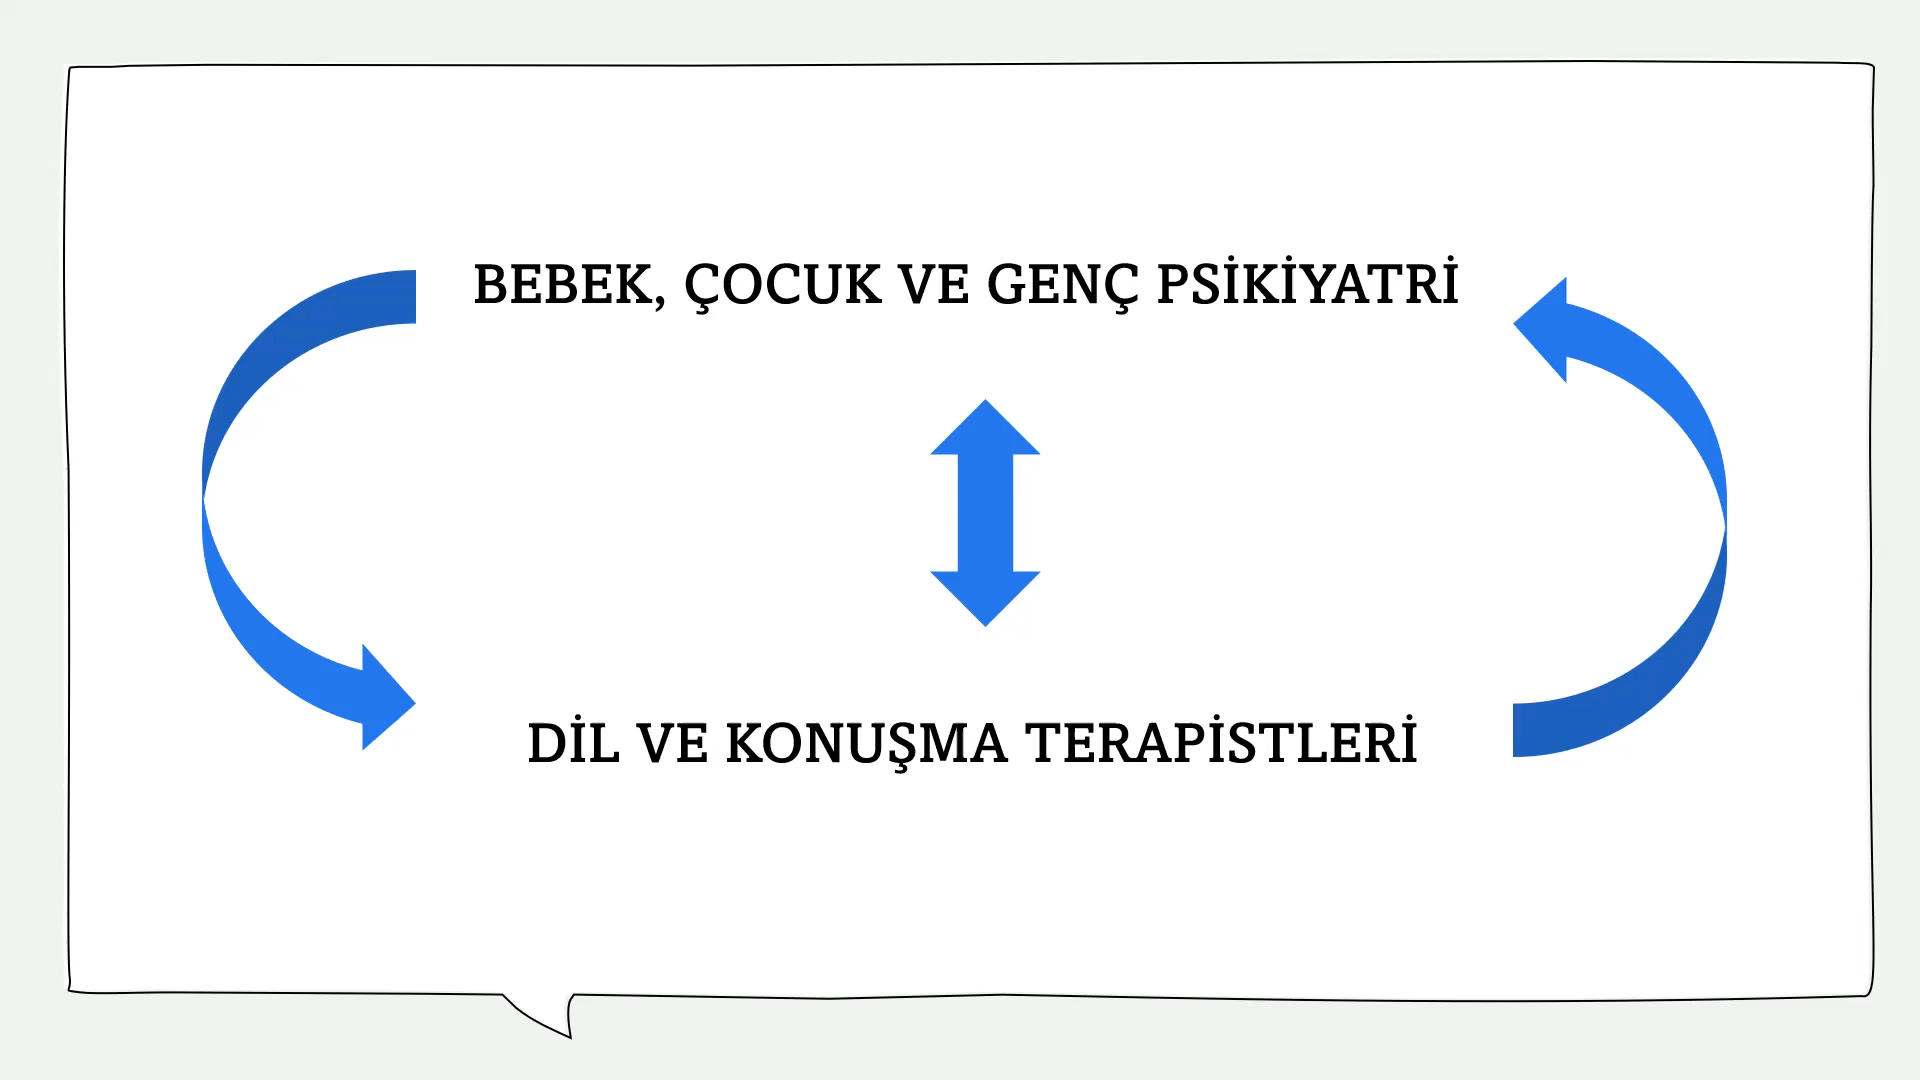 BEBEK, ÇOCUK VE GENÇ PSİKİYATRİ
DİL VE KONUŞMA TERAPİSTLERİ